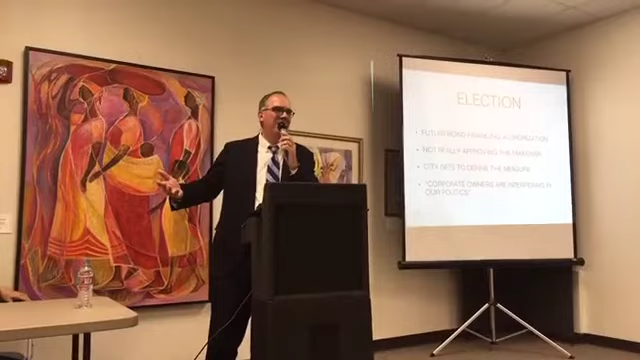 ELECTION
• FUTURE BOND FINANCING AUTHORIZATION
• NOT REALLY APPROVING THE
• CITY GETS TO DEFINE THE MEASURE
• "CORPORATE OWNERS ARE INTERFERING IN
OUR POLITICS"